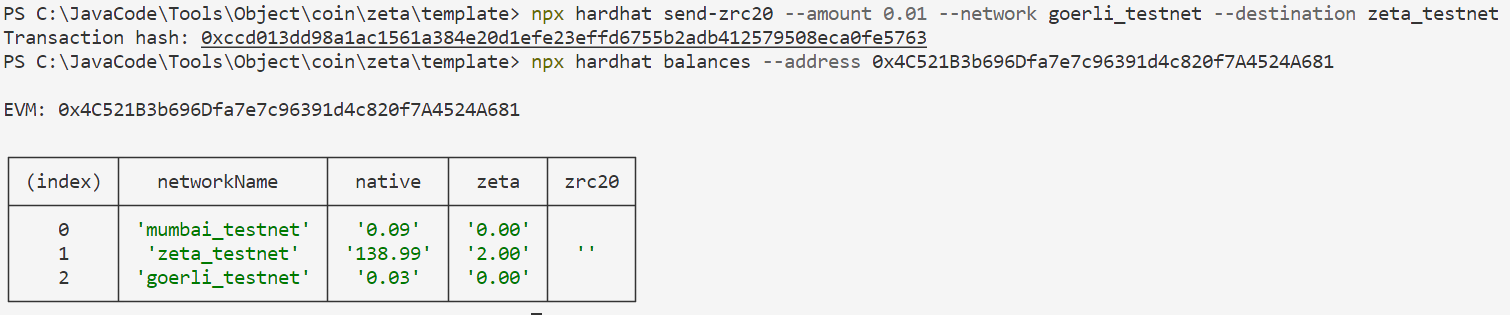 PS C:\JavaCode\Tools\Object\coin\zeta\template> npx hardhat send-zrc20 --amount 0.01 --network goerli_testnet --destination zeta_testnet
Transaction hash: 0xccd013dd98a1ac1561a384e20d1efe23effd6755b2adb412579508eca0fe5763
PS C:\JavaCode\Tools\Object\coin\zeta\template> npx hardhat balances --address 0x4C521B3b696Dfa7e7c96391d4c820f7A4524A681
EVM: 0x4C521B3b696Dfa7e7c96391d4c820f7A4524A681
(index) networkName native zeta zrc20
0 'mumbai_testnet' '0.09' '0.00'
1 'zeta_testnet' '138.99' '2.00' ''
2 'goerli_testnet' '0.03' '0.00'